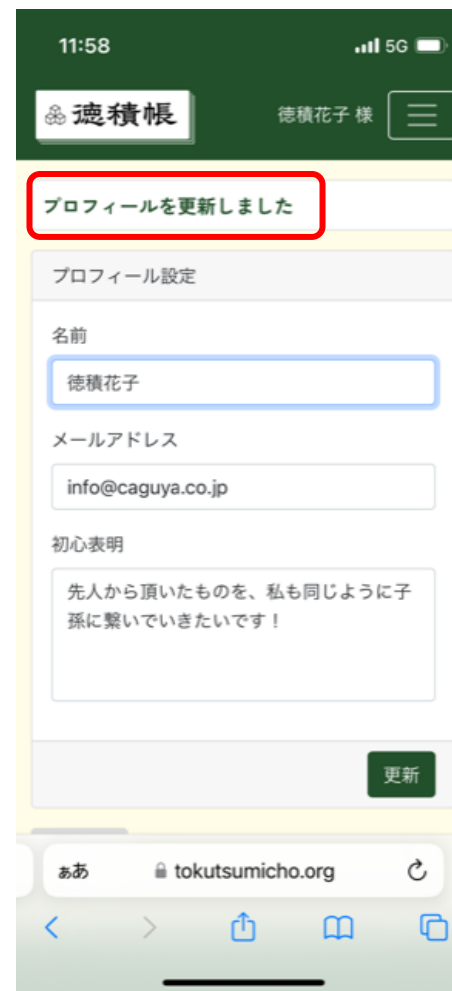 11:58
5G
徳積帳
徳積花子 様
プロフィールを更新しました
プロフィール設定
名前
徳積花子
メールアドレス
info@caguya.co.jp
初心表明
先人から頂いたものを、私も同じように子
孫に繋いでいきたいです！
更新
ぁあ
tokutsumicho.org